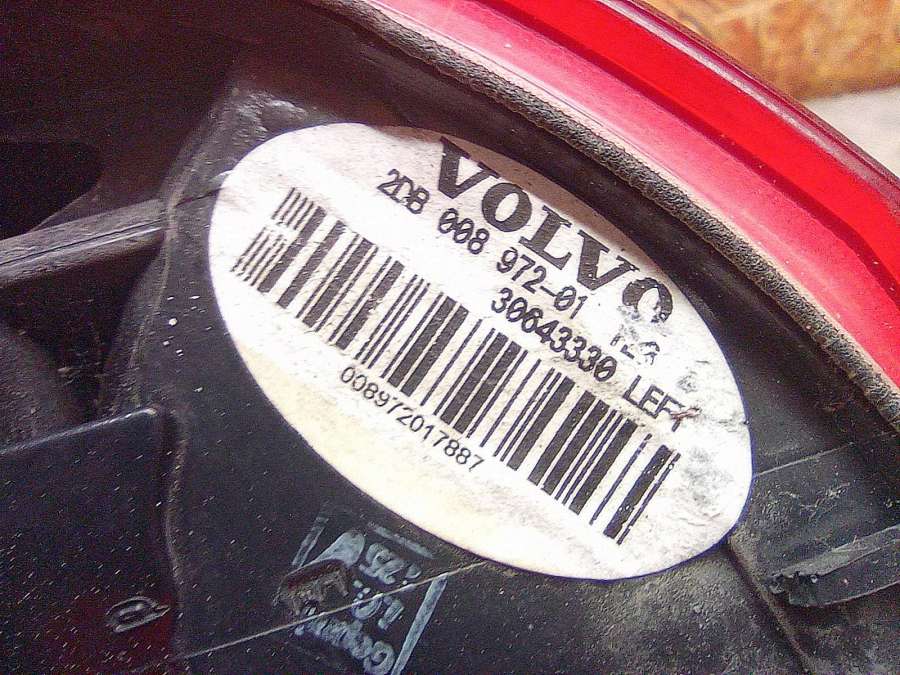 VOLVO
2DB 008 972-01
30643330 LEFT
008972017887